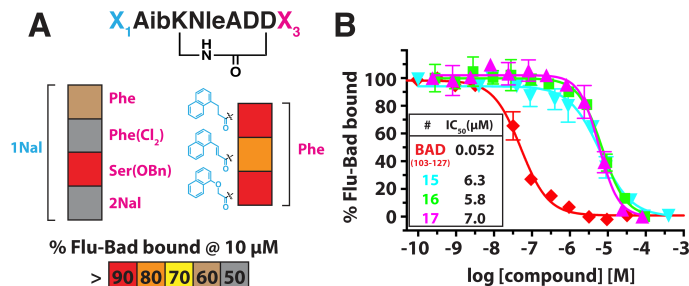 A
X1AibKNleADDX3
H
N
O
1Nal
Phe
Phe(Cl2)
Ser(OBn)
2Nal
X
O
X
O
O
X
O
Phe
% Flu-Bad bound @ 10 µM
> 90 80 70 60 50
B
% Flu-Bad bound
100
80
60
40
20
0
# IC50(µM)
BAD 0.052
(103-127)
15 6.3
16 5.8
17 7.0
-10 -9 -8 -7 -6 -5 -4 -3
log [compound] [M]